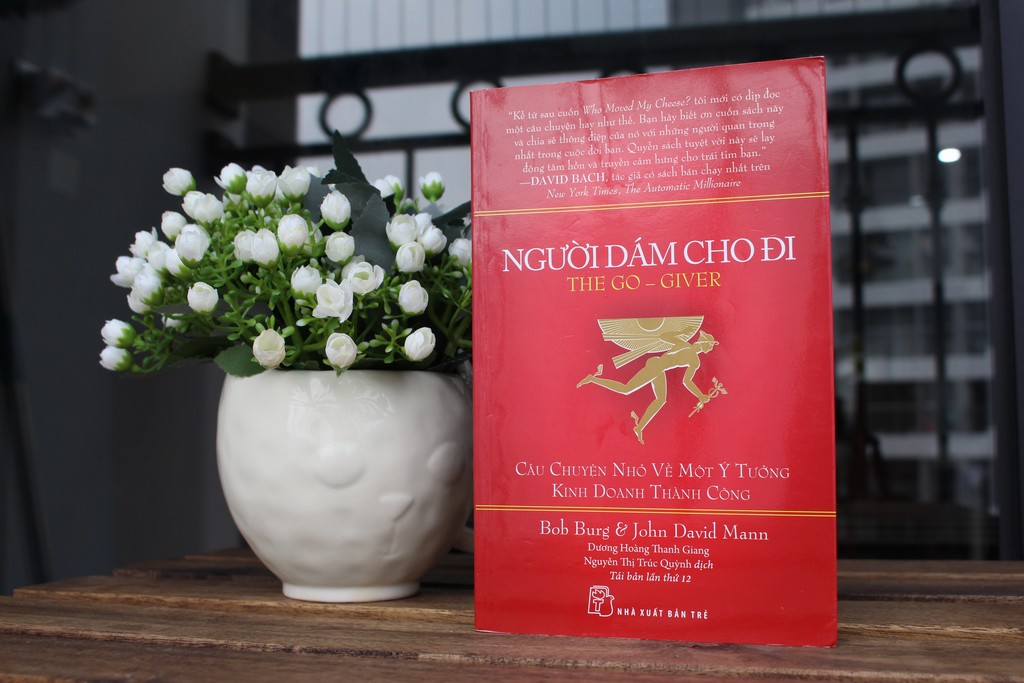 "Kể từ sau cuốn Who Moved My Cheese? tôi mới có dịp đọc
một câu chuyện hay như thế. Bạn hãy biết ơn cuốn sách này
và chia sẻ thông điệp của nó với những người quan trọng
nhất trong cuộc đời bạn. Quyển sách tuyệt vời này sẽ lay
động tâm hồn và truyền cảm hứng cho trái tim bạn."
—DAVID BACH, tác giả có sách bán chạy nhất trên
New York Times, The Automatic Millionaire
NGƯỜI DÁM CHO ĐI
THE GO – GIVER
CÂU CHUYỆN NHỎ VỀ MỘT Ý TƯỞNG
KINH DOANH THÀNH CÔNG
Bob Burg & John David Mann
Dương Hoàng Thanh Giang
Nguyễn Thị Trúc Quỳnh dịch
Tái bản lần thứ 12
NHÀ XUẤT BẢN TRẺ